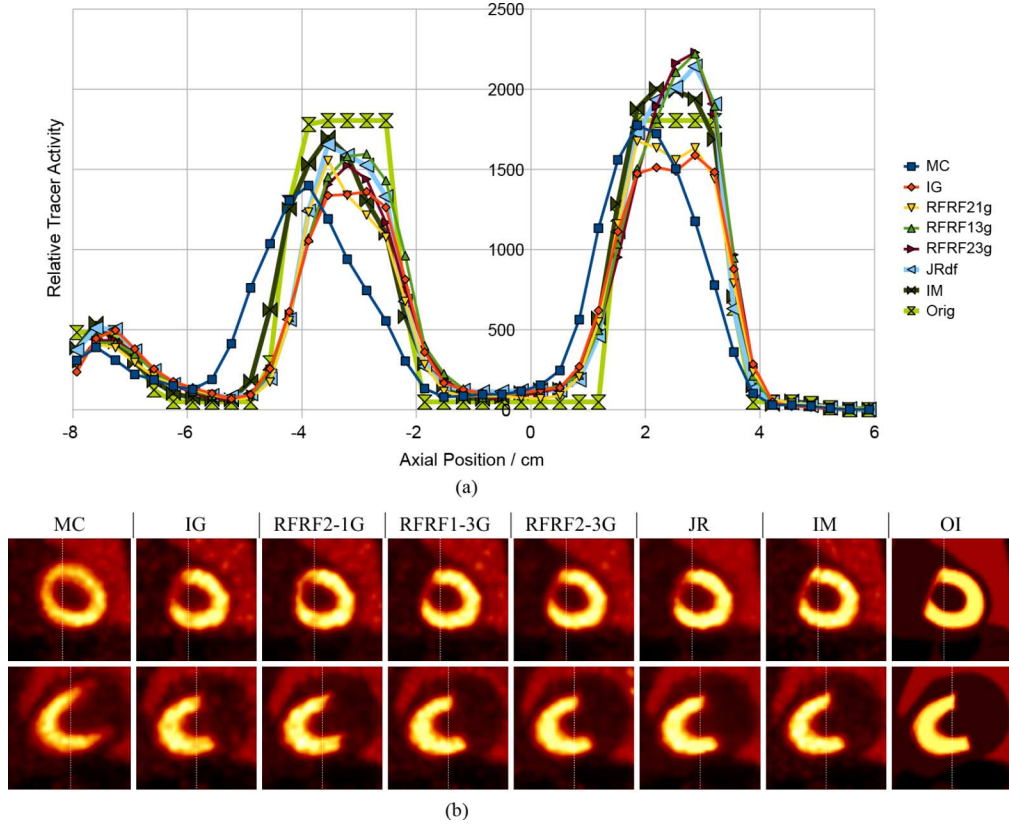 2500
2000
1500
1000
500
0
Relative Tracer Activity
-8 -6 -4 -2 0 2 4 6
Axial Position / cm
MC
IG
RFRF21g
RFRF13g
RFRF23g
JRdf
IM
Orig
(a)
MC IG RFRF2-1G RFRF1-3G RFRF2-3G JR IM OI
(b)